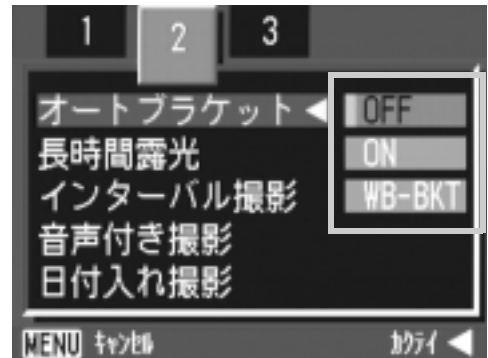 1 2 3
オートブラケット◀ OFF
長時間露光 ON
インターバル撮影 WB-BKT
音声付き撮影
日付入れ撮影
MENU ｷｬﾝｾﾙ ｶｸﾃｲ◀